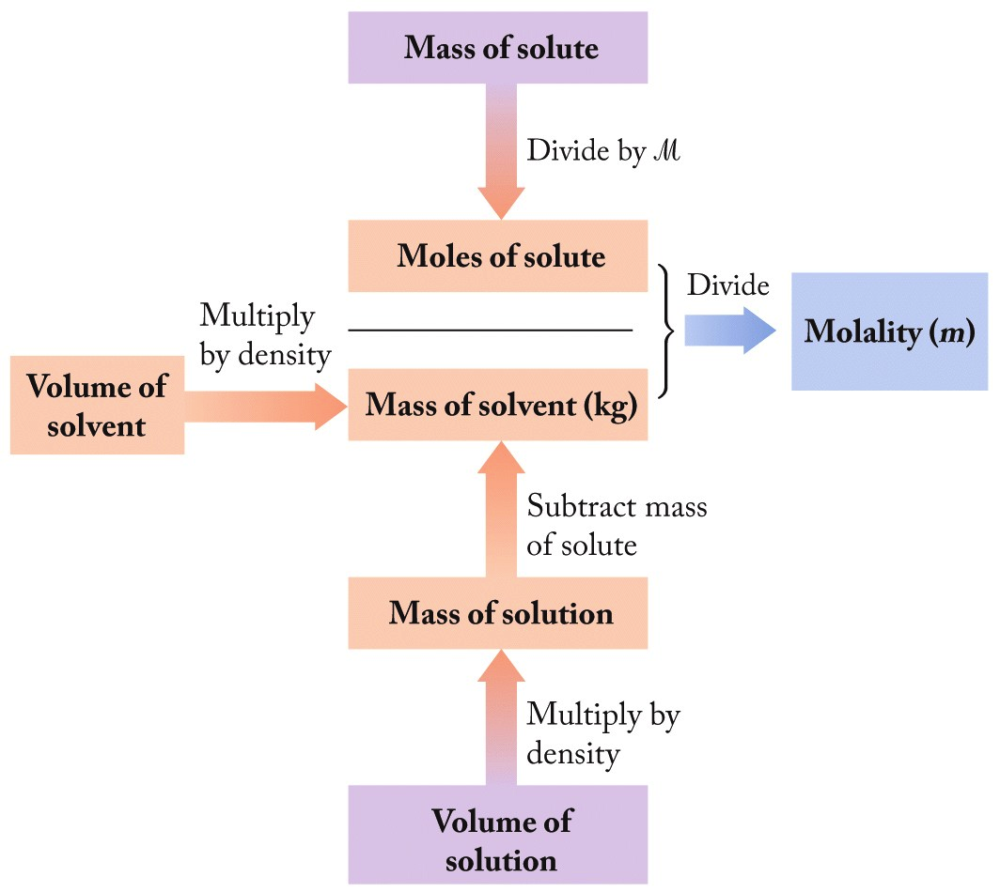 Mass of solute
Divide by ℳ
Moles of solute
Divide
Molality (m)
Multiply
by density
Volume of
solvent
Mass of solvent (kg)
Subtract mass
of solute
Mass of solution
Multiply by
density
Volume of
solution